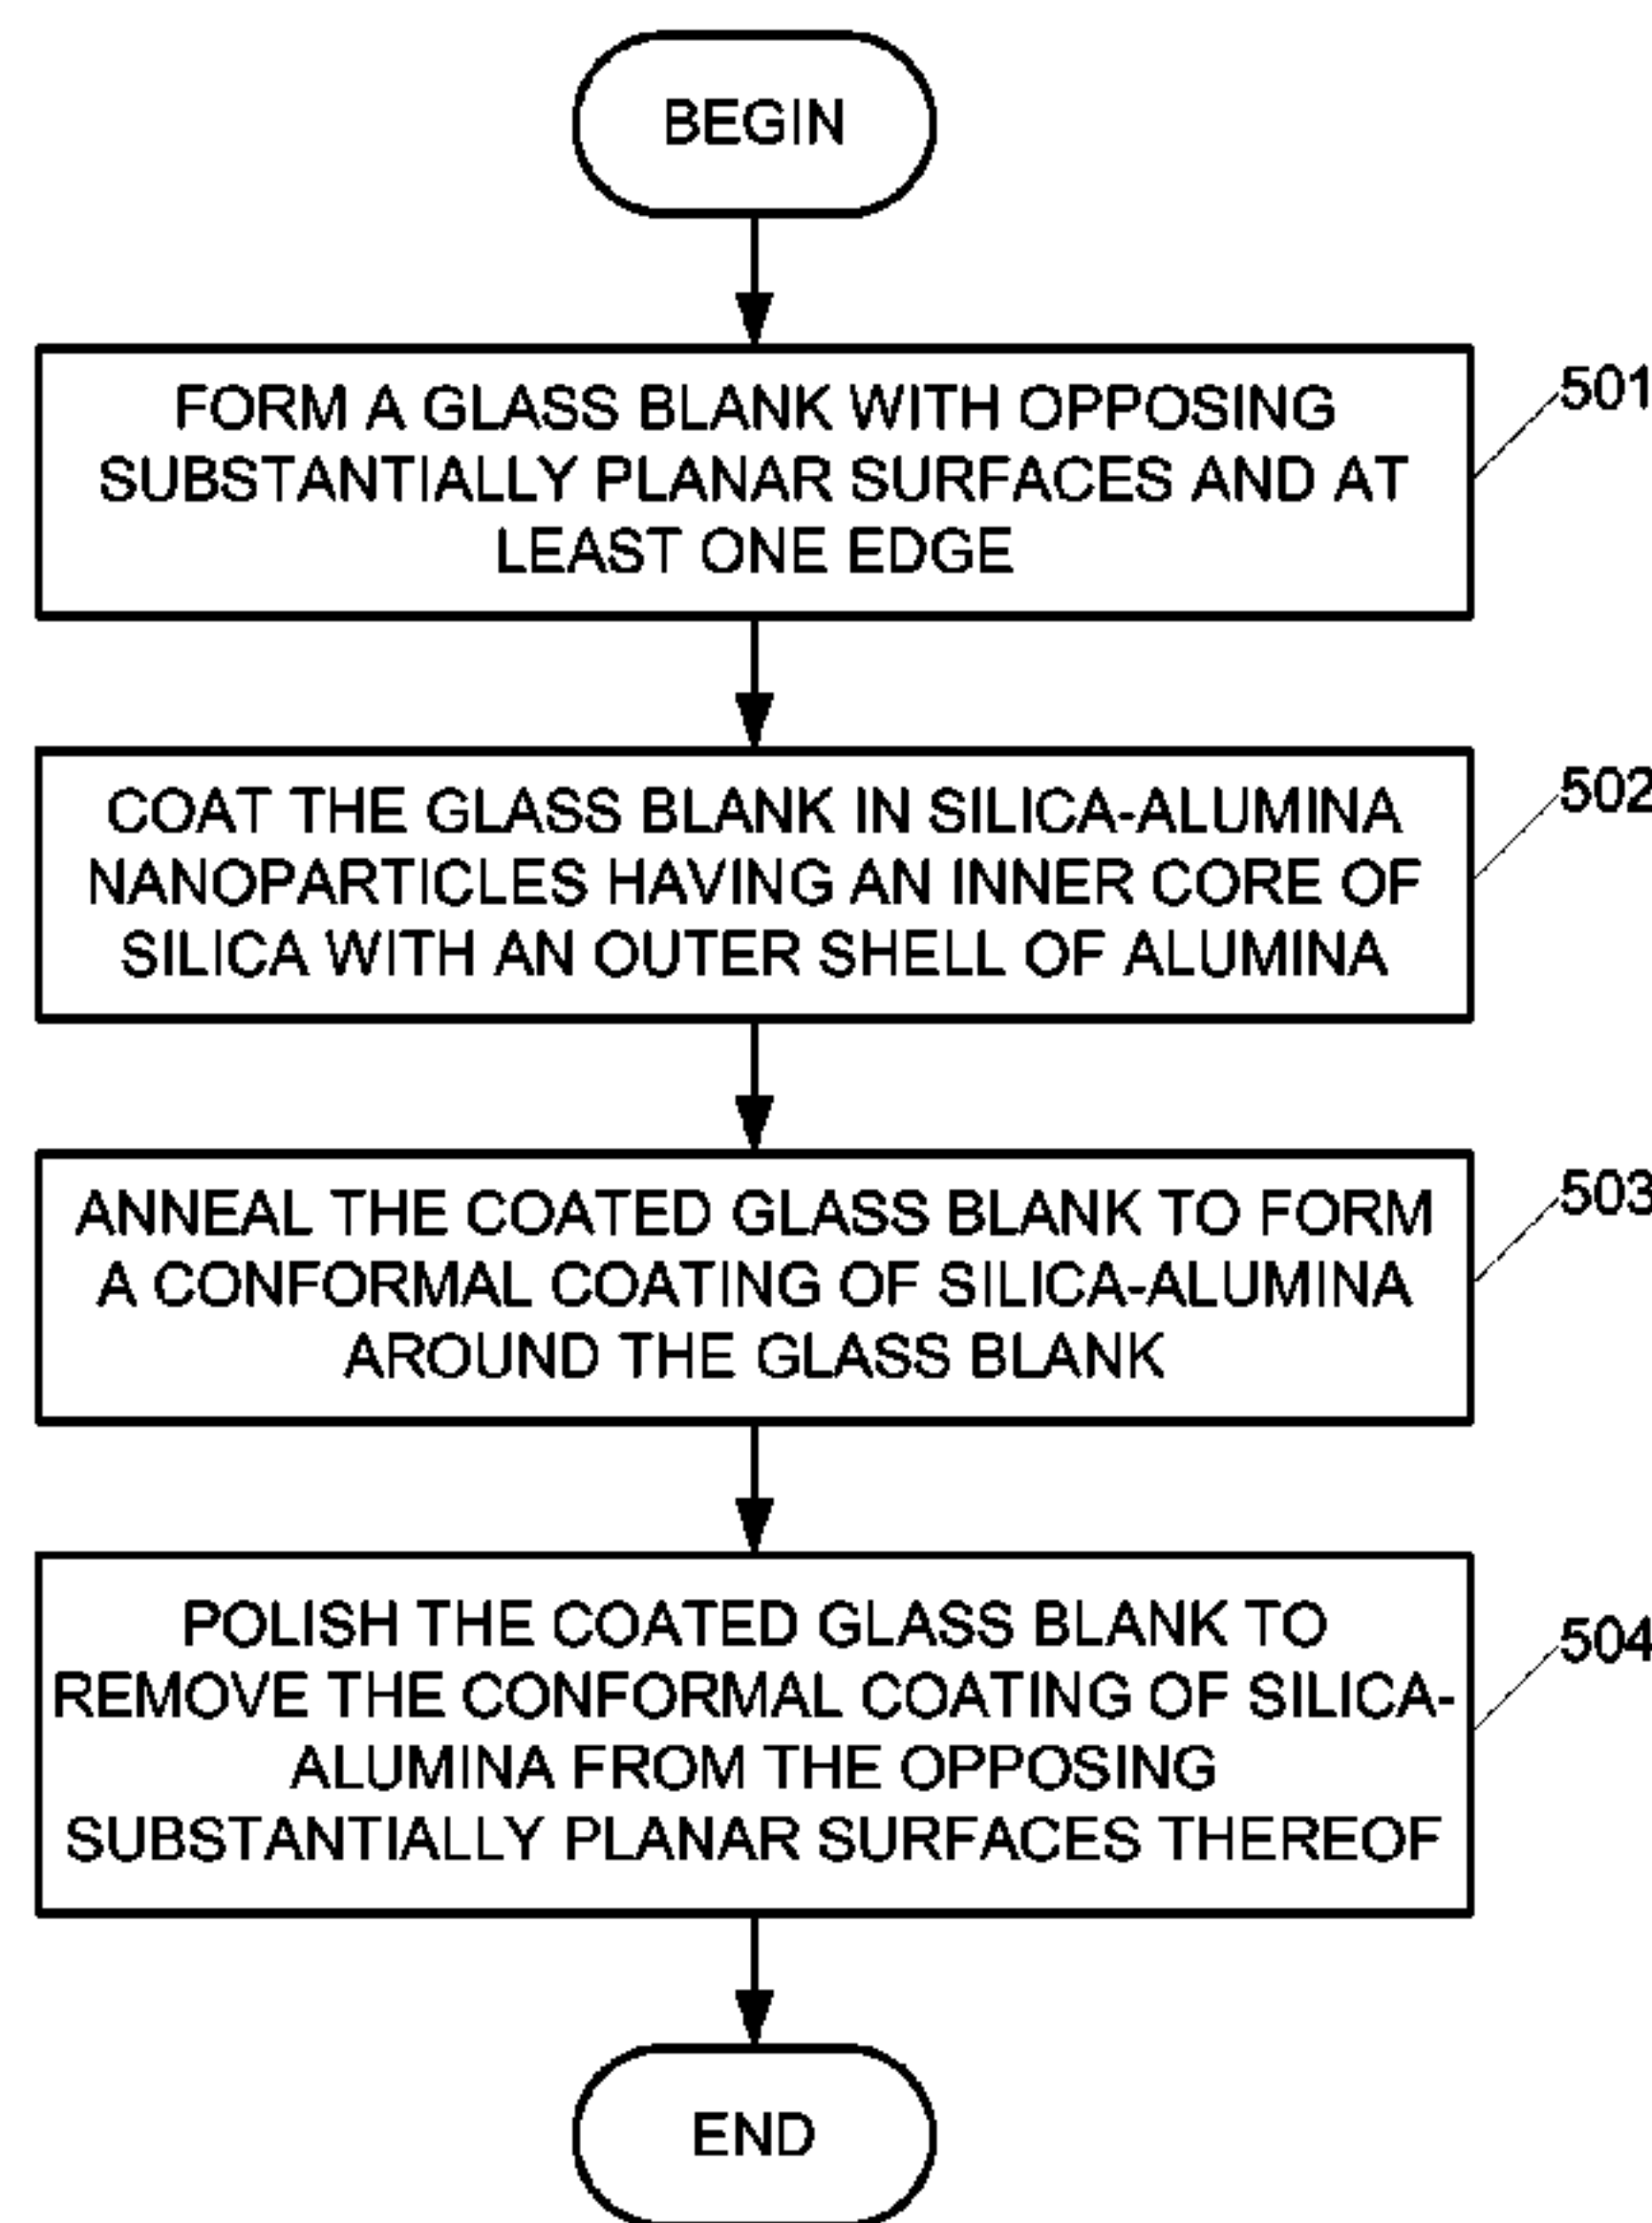 BEGIN
FORM A GLASS BLANK WITH OPPOSING
SUBSTANTIALLY PLANAR SURFACES AND AT
LEAST ONE EDGE
501
COAT THE GLASS BLANK IN SILICA-ALUMINA
NANOPARTICLES HAVING AN INNER CORE OF
SILICA WITH AN OUTER SHELL OF ALUMINA
502
ANNEAL THE COATED GLASS BLANK TO FORM
A CONFORMAL COATING OF SILICA-ALUMINA
AROUND THE GLASS BLANK
503
POLISH THE COATED GLASS BLANK TO
REMOVE THE CONFORMAL COATING OF SILICA-
ALUMINA FROM THE OPPOSING
SUBSTANTIALLY PLANAR SURFACES THEREOF
504
END